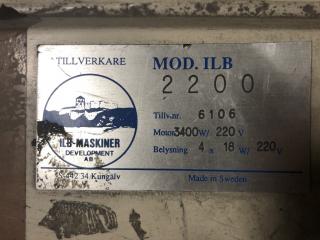 TILLVERKARE
MOD. ILB
2200
Tillv.nr. 6106
Motor 3400 W/ 220 V
Belysning 4 x 18 W/ 220 V
ILB-MASKINER
DEVELOPMENT
AB
S-442 34 Kungälv
Made in Sweden